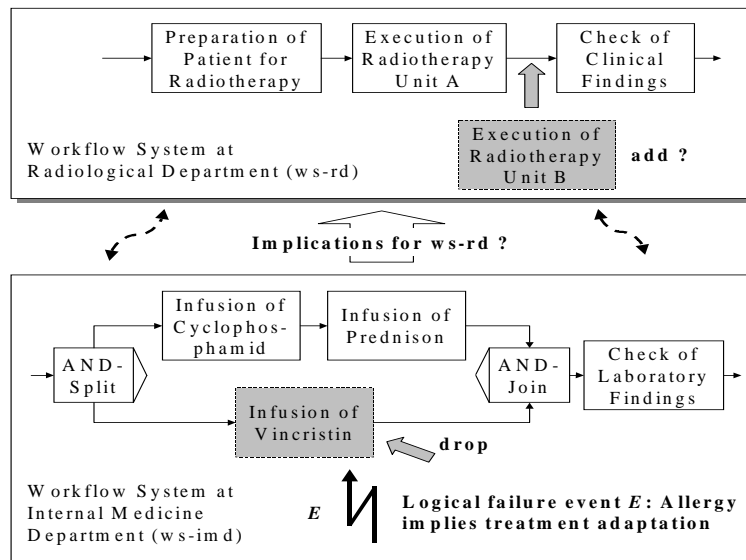 Preparation of
Patient for
Radiotherapy
Execution of
Radiotherapy
Unit A
Check of
Clinical
Findings
Execution of
Radiotherapy
Unit B
add ?
Workflow System at
Radiological Department (ws-rd)
Implications for ws-rd ?
Infusion of
Cyclophos-
phamid
Infusion of
Prednison
AND-
Split
AND-
Join
Check of
Laboratory
Findings
Infusion of
Vincristin
drop
Workflow System at
Internal Medicine
Department (ws-imd)
E
Logical failure event E: Allergy
implies treatment adaptation